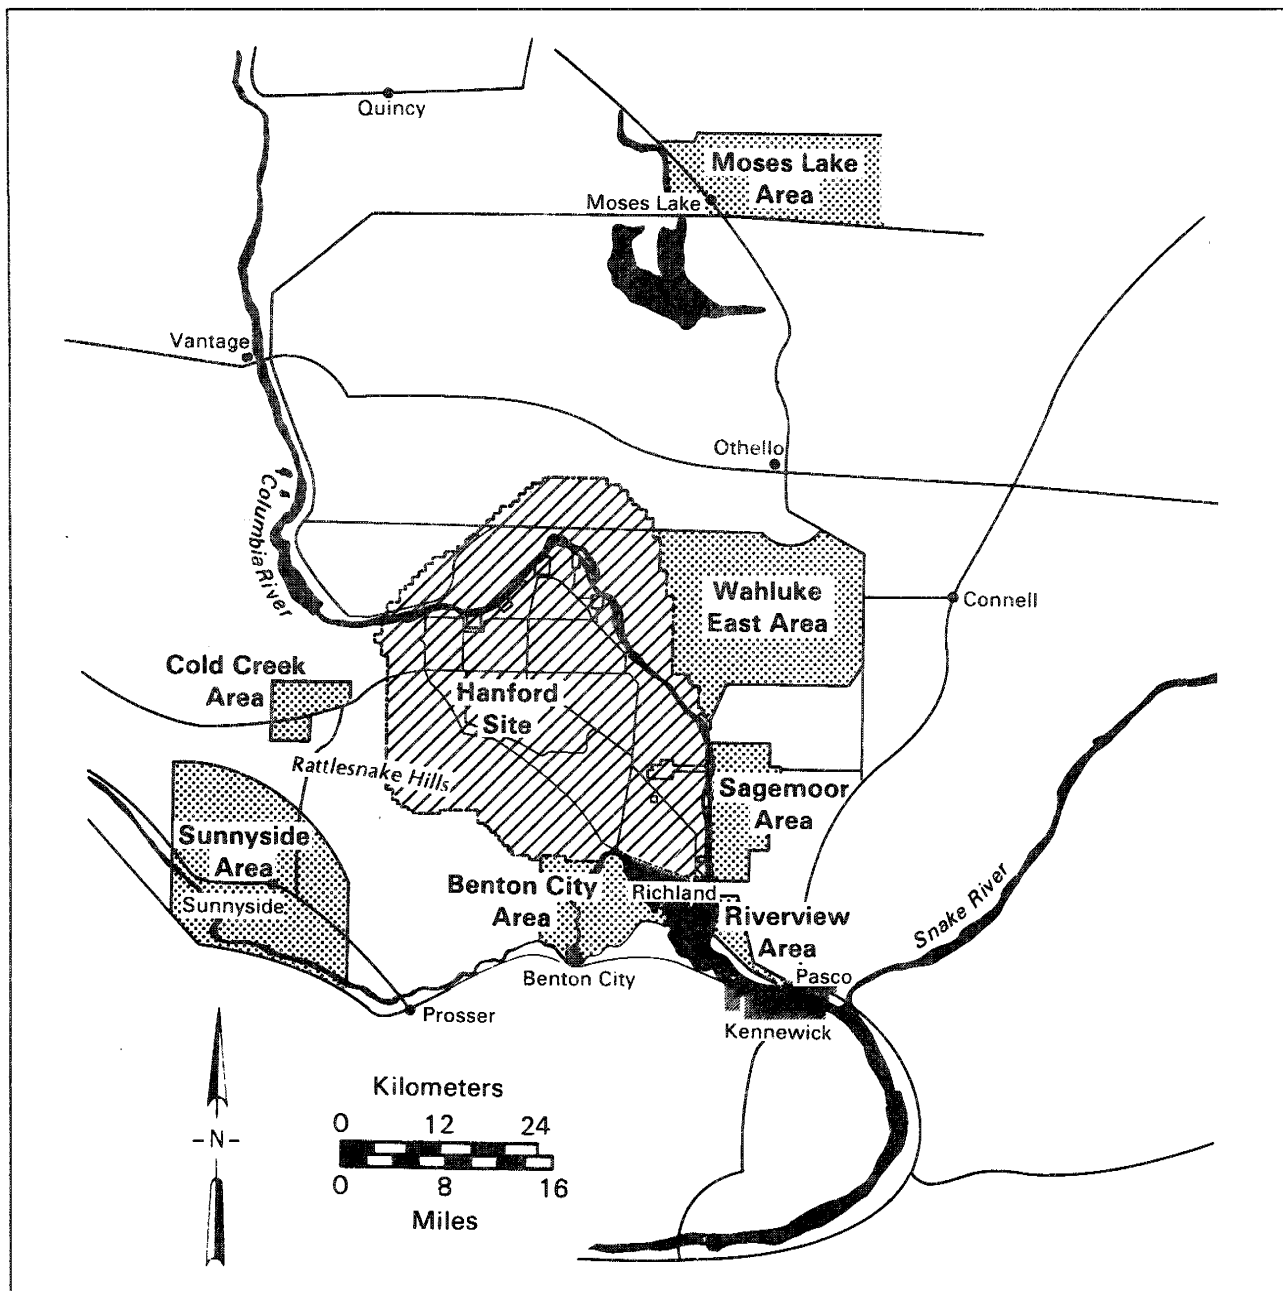 Quincy
Moses Lake
Area
Moses Lake
Vantage
Othello
Columbia River
Wahluke
East Area
Connell
Cold Creek
Area
Hanford
Site
Rattlesnake Hills
Sagemoor
Area
Sunnyside
Area
Sunnyside
Benton City
Area
Richland
Riverview
Area
Snake River
Pasco
Benton City
Prosser
Kennewick
Kilometers
0 12 24
-N-
0 8 16
Miles